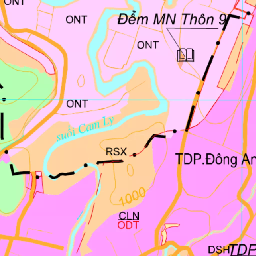 ONT
Đểm MN Thôn 9
ONT
ONT
suối Cam Ly
RSX
TDP.Đông An
1000
CLN
ODT
DSH
TDP